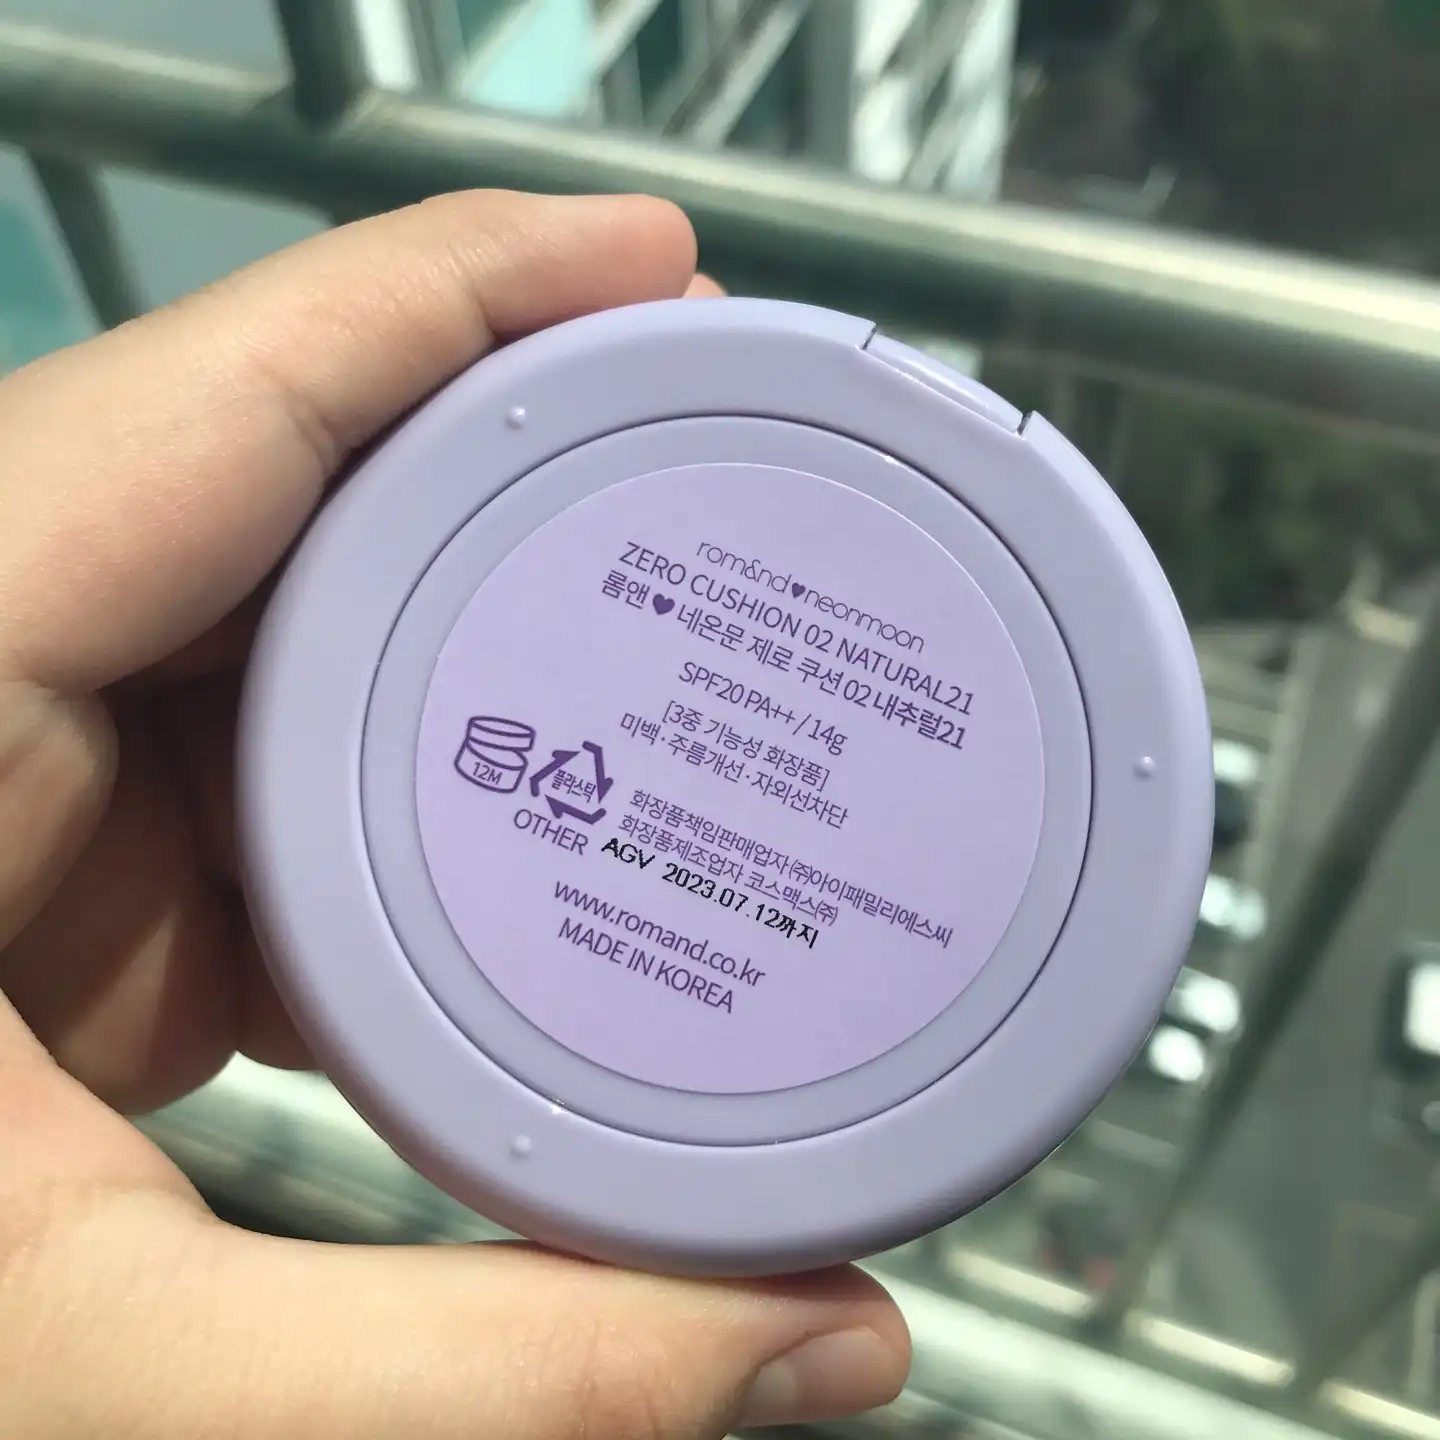 rom&nd♥neonmoon
ZERO CUSHION 02 NATURAL21
롬앤♥네온문 제로 쿠션 02 내추럴21
SPF20 PA++ / 14g
[3중 기능성 화장품]
미백·주름개선·자외선차단
12M
플라스틱
OTHER
화장품책임판매업자 ㈜아이패밀리에스씨
화장품제조업자 코스맥스㈜
AGV 2023.07.12까지
www.romand.co.kr
MADE IN KOREA